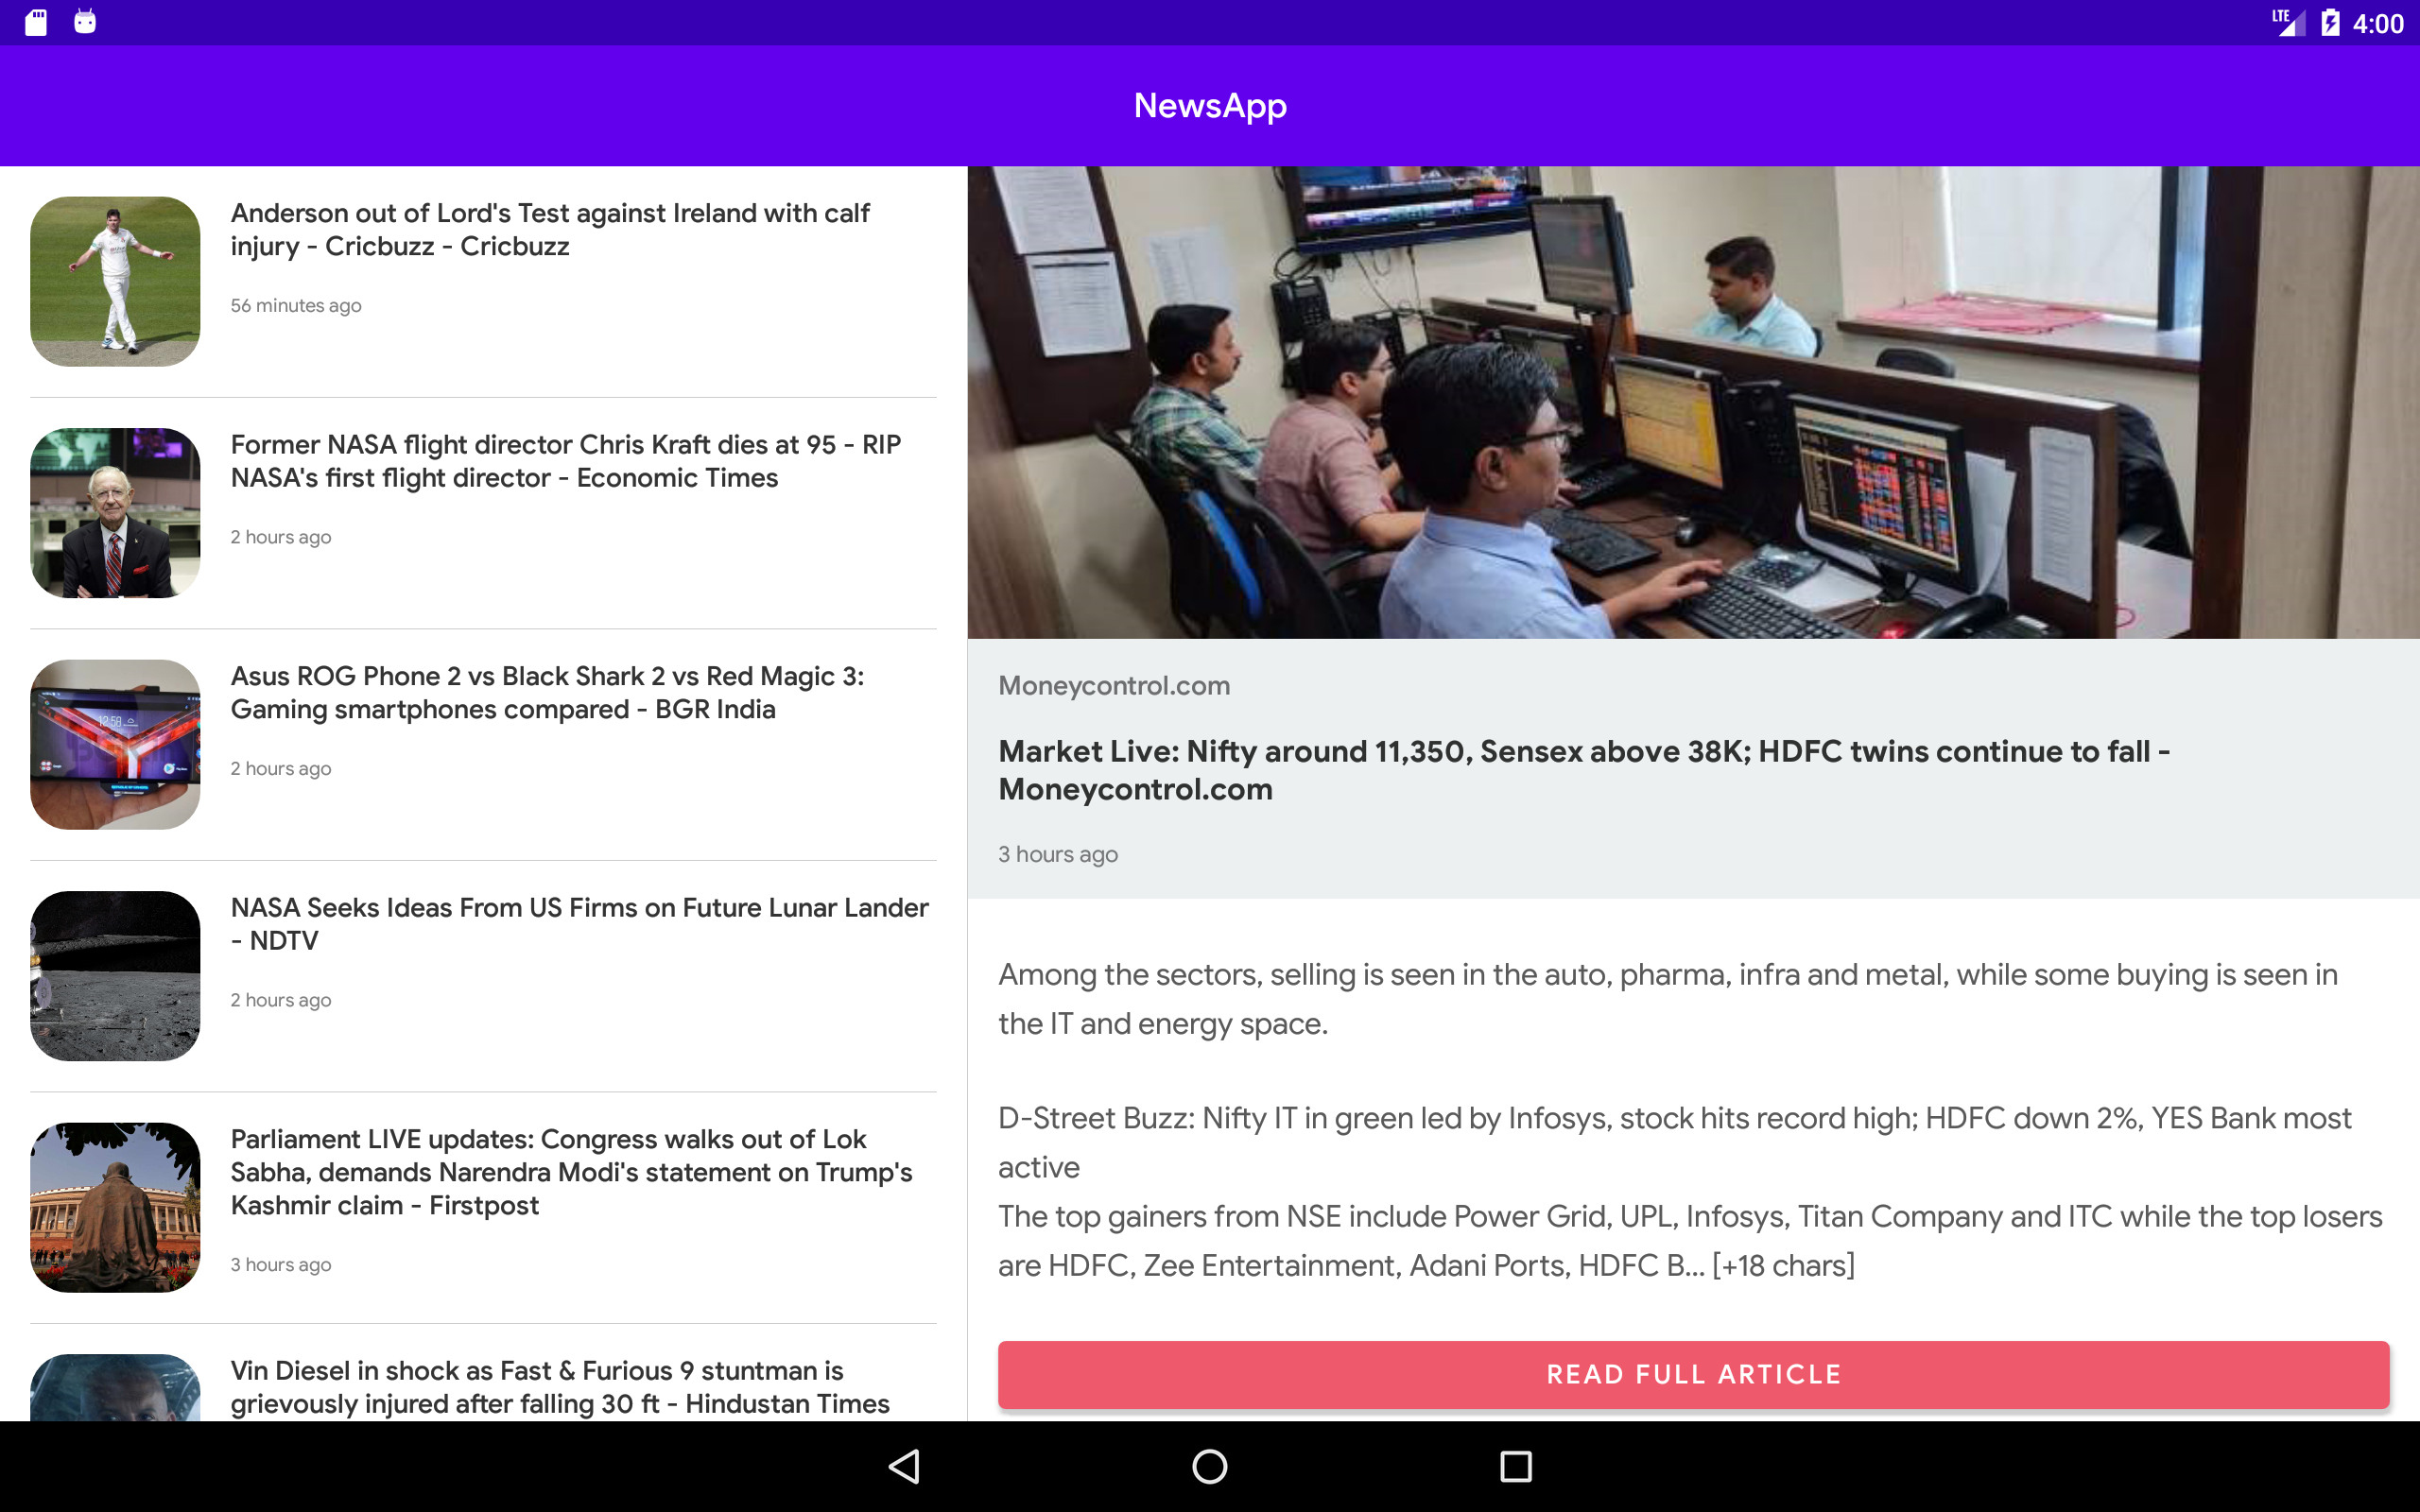 LTE 4:00
NewsApp
Anderson out of Lord's Test against Ireland with calf
injury - Cricbuzz - Cricbuzz
56 minutes ago
Former NASA flight director Chris Kraft dies at 95 - RIP
NASA's first flight director - Economic Times
2 hours ago
Asus ROG Phone 2 vs Black Shark 2 vs Red Magic 3:
Gaming smartphones compared - BGR India
2 hours ago
NASA Seeks Ideas From US Firms on Future Lunar Lander
- NDTV
2 hours ago
Parliament LIVE updates: Congress walks out of Lok
Sabha, demands Narendra Modi's statement on Trump's
Kashmir claim - Firstpost
3 hours ago
Vin Diesel in shock as Fast & Furious 9 stuntman is
grievously injured after falling 30 ft - Hindustan Times
Moneycontrol.com
Market Live: Nifty around 11,350, Sensex above 38K; HDFC twins continue to fall -
Moneycontrol.com
3 hours ago
Among the sectors, selling is seen in the auto, pharma, infra and metal, while some buying is seen in
the IT and energy space.
D-Street Buzz: Nifty IT in green led by Infosys, stock hits record high; HDFC down 2%, YES Bank most
active
The top gainers from NSE include Power Grid, UPL, Infosys, Titan Company and ITC while the top losers
are HDFC, Zee Entertainment, Adani Ports, HDFC B... [+18 chars]
READ FULL ARTICLE